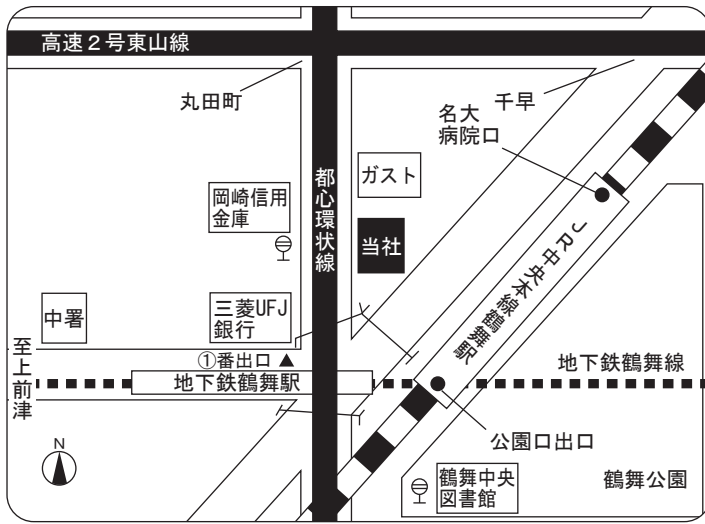 高速２号東山線
丸田町
千早
名大
病院口
ガスト
岡崎信用
金庫
都心環状線
当社
JR中央本線鶴舞駅
中署
三菱UFJ
銀行
至上前津
①番出口 ▲
地下鉄鶴舞駅
地下鉄鶴舞線
公園口出口
N
鶴舞中央
図書館
鶴舞公園